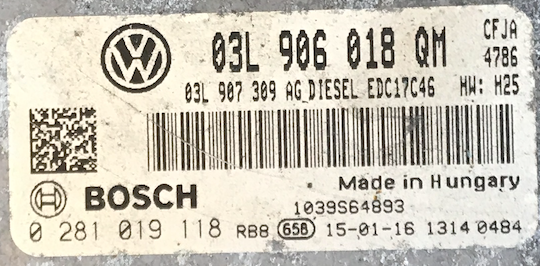 03L 906 018 QM CFJA
4786
03L 907 309 AG DIESEL EDC17C46 HW: H25
BOSCH
Made in Hungary
1039S64893
0 281 019 118 RB8 658 15-01-16 1314 0484